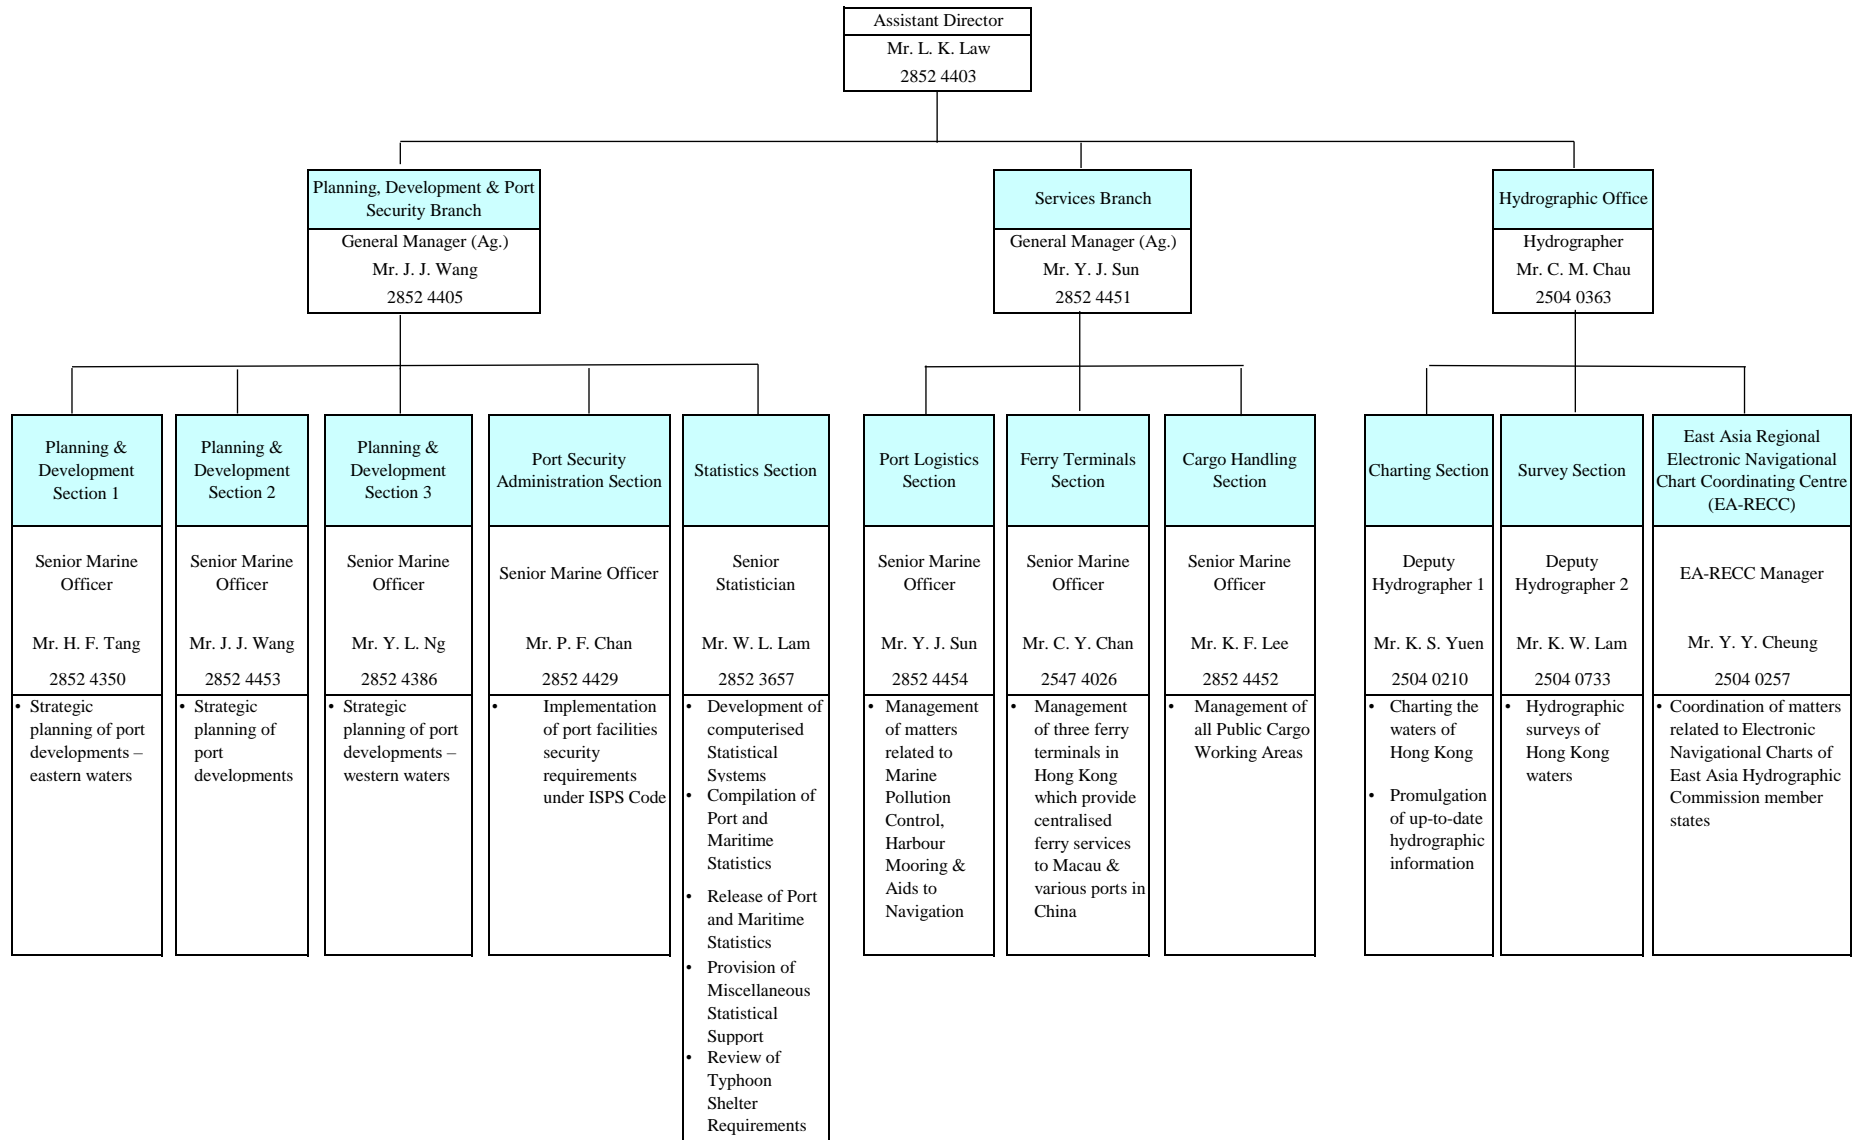 Assistant Director
Mr. L. K. Law
2852 4403
Planning, Development & Port
Security Branch
General Manager (Ag.)
Mr. J. J. Wang
2852 4405
Services Branch
General Manager (Ag.)
Mr. Y. J. Sun
2852 4451
Hydrographic Office
Hydrographer
Mr. C. M. Chau
2504 0363
Planning &
Development
Section 1
Senior Marine
Officer
Mr. H. F. Tang
2852 4350
• Strategic
planning of port
developments –
eastern waters
Planning &
Development
Section 2
Senior Marine
Officer
Mr. J. J. Wang
2852 4453
• Strategic
planning of
port
developments
Planning &
Development
Section 3
Senior Marine
Officer
Mr. Y. L. Ng
2852 4386
• Strategic
planning of port
developments –
western waters
Port Security
Administration Section
Senior Marine Officer
Mr. P. F. Chan
2852 4429
• Implementation
of port facilities
security
requirements
under ISPS Code
Statistics Section
Senior
Statistician
Mr. W. L. Lam
2852 3657
• Development of
computerised
Statistical
Systems
• Compilation of
Port and
Maritime
Statistics
• Release of Port
and Maritime
Statistics
• Provision of
Miscellaneous
Statistical
Support
• Review of
Typhoon
Shelter
Requirements
Port Logistics
Section
Senior Marine
Officer
Mr. Y. J. Sun
2852 4454
• Management
of matters
related to
Marine
Pollution
Control,
Harbour
Mooring &
Aids to
Navigation
Ferry Terminals
Section
Senior Marine
Officer
Mr. C. Y. Chan
2547 4026
• Management
of three ferry
terminals in
Hong Kong
which provide
centralised
ferry services
to Macau &
various ports in
China
Cargo Handling
Section
Senior Marine
Officer
Mr. K. F. Lee
2852 4452
• Management of
all Public Cargo
Working Areas
Charting Section
Deputy
Hydrographer 1
Mr. K. S. Yuen
2504 0210
• Charting the
waters of
Hong Kong
• Promulgation
of up-to-date
hydrographic
information
Survey Section
Deputy
Hydrographer 2
Mr. K. W. Lam
2504 0733
• Hydrographic
surveys of
Hong Kong
waters
East Asia Regional
Electronic Navigational
Chart Coordinating Centre
(EA-RECC)
EA-RECC Manager
Mr. Y. Y. Cheung
2504 0257
• Coordination of matters
related to Electronic
Navigational Charts of
East Asia Hydrographic
Commission member
states